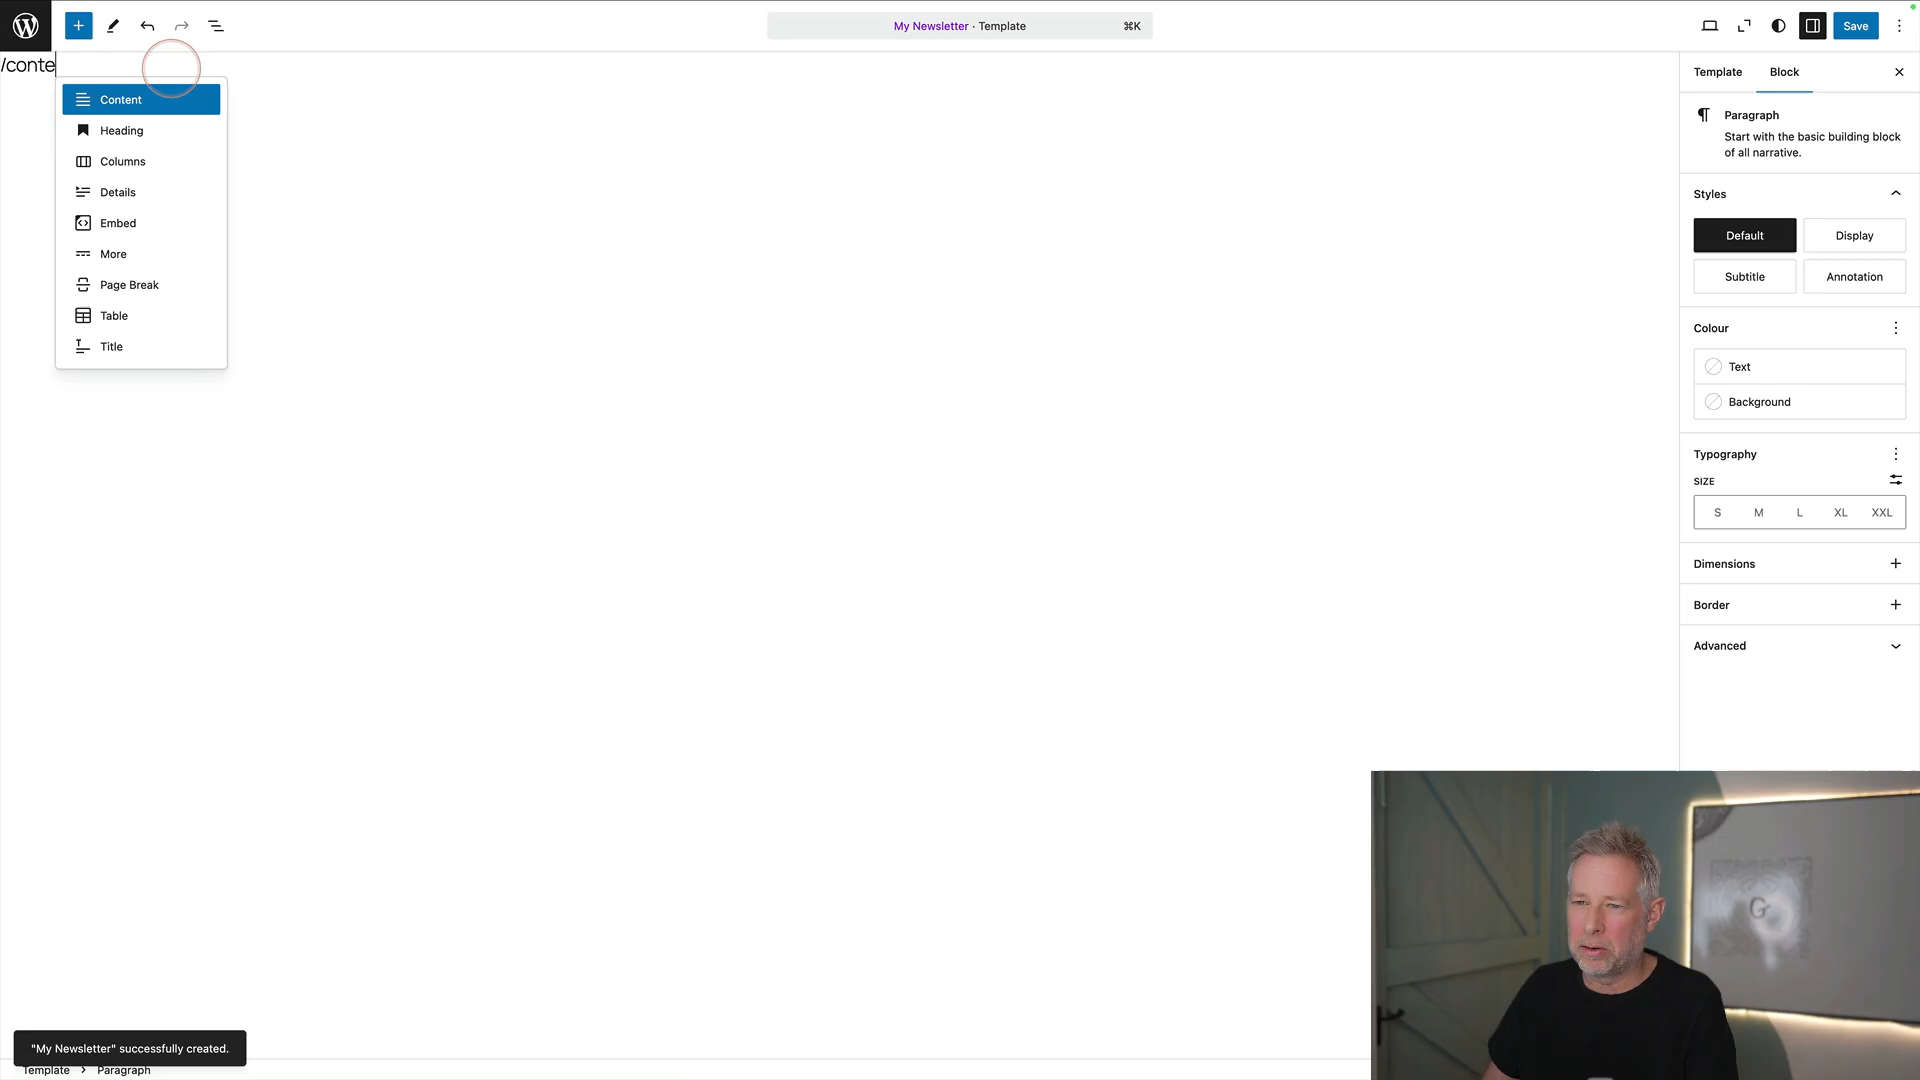 My Newsletter · Template
⌘K
Save
/conte
Content
Heading
Columns
Details
Embed
More
Page Break
Table
Title
Template
Block
Paragraph
Start with the basic building block
of all narrative.
Styles
Default
Display
Subtitle
Annotation
Colour
Text
Background
Typography
SIZE
S M L XL XXL
Dimensions
Border
Advanced
G
"My Newsletter" successfully created.
Template > Paragraph